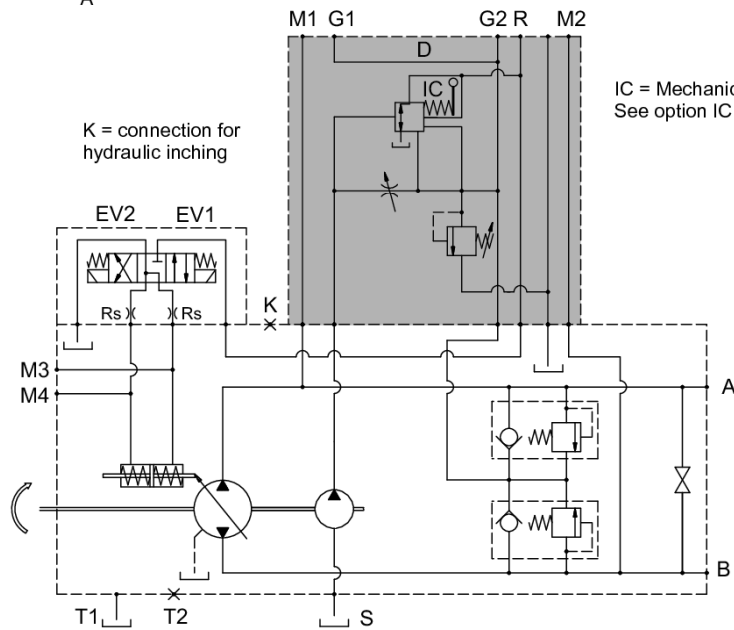 A
M1 G1 G2 R M2
D
IC
IC = Mechanic
See option IC
K = connection for
hydraulic inching
EV2 EV1
K
Rs Rs
M3
M4
A
B
T1 T2 S